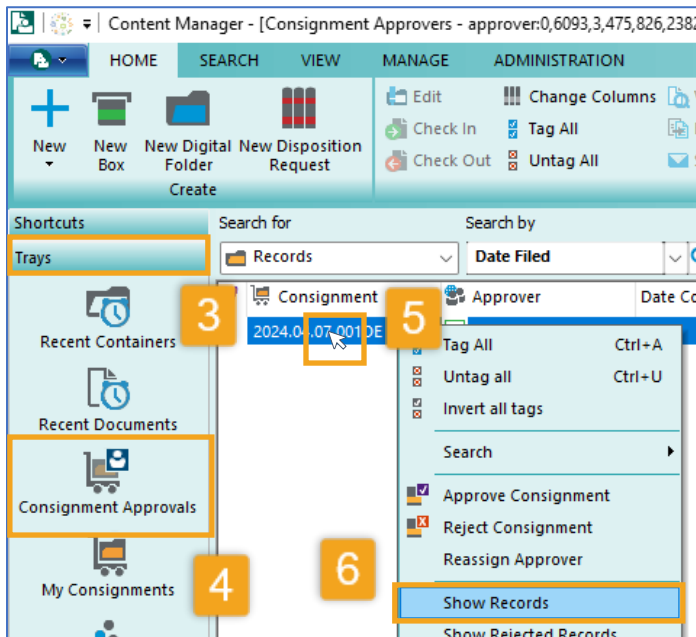 Content Manager - [Consignment Approvers - approver:0,6093,3,475,826,2382
HOME SEARCH VIEW MANAGE ADMINISTRATION
New
New Box
New Digital Folder
New Disposition Request
Create
Edit
Check In
Check Out
Change Columns
Tag All
Untag All
Shortcuts
Trays
3
Recent Containers
Recent Documents
Consignment Approvals
4
My Consignments
Search for
Search by
Records
Date Filed
Consignment
Approver
Date Co
2024.04.07.001DE
5
Tag All Ctrl+A
Untag all Ctrl+U
Invert all tags
Search
Approve Consignment
Reject Consignment
Reassign Approver
6
Show Records
Show Rejected Records